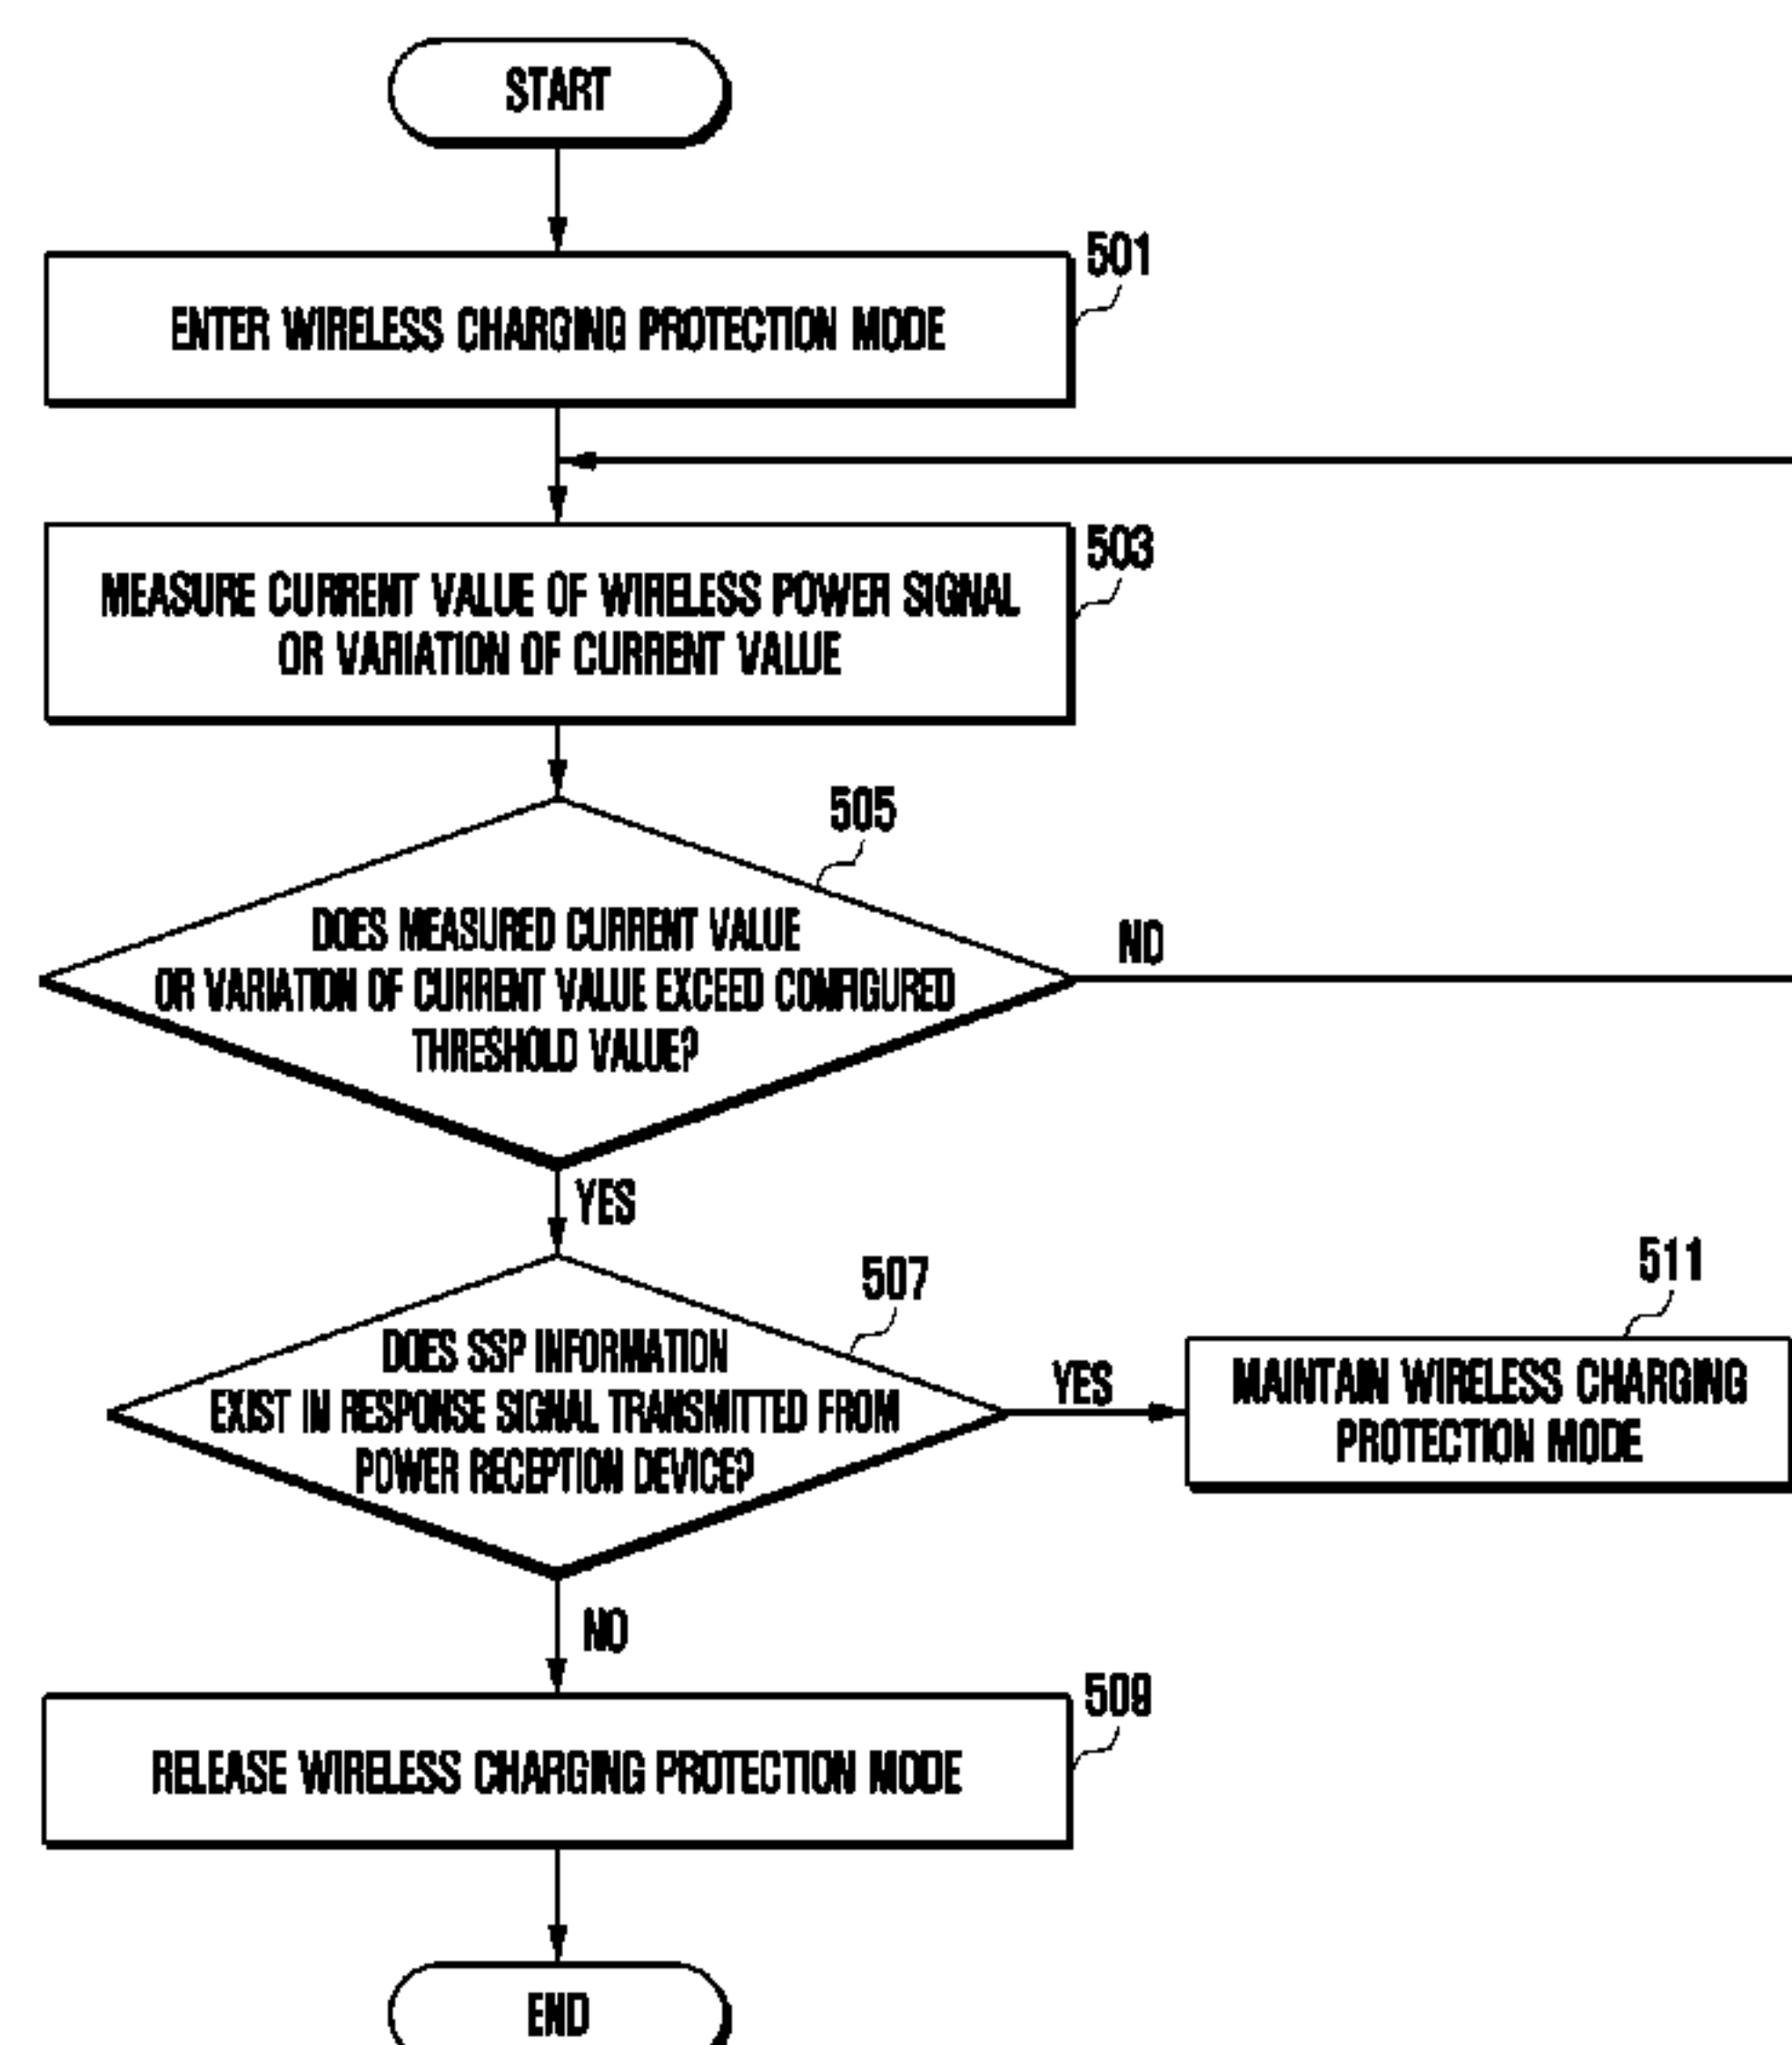 START
501
ENTER WIRELESS CHARGING PROTECTION MODE
503
MEASURE CURRENT VALUE OF WIRELESS POWER SIGNAL
OR VARIATION OF CURRENT VALUE
505
DOES MEASURED CURRENT VALUE
OR VARIATION OF CURRENT VALUE EXCEED CONFIGURED
THRESHOLD VALUE?
NO
YES
507
DOES SSP INFORMATION
EXIST IN RESPONSE SIGNAL TRANSMITTED FROM
POWER RECEPTION DEVICE?
YES
511
MAINTAIN WIRELESS CHARGING
PROTECTION MODE
NO
509
RELEASE WIRELESS CHARGING PROTECTION MODE
END